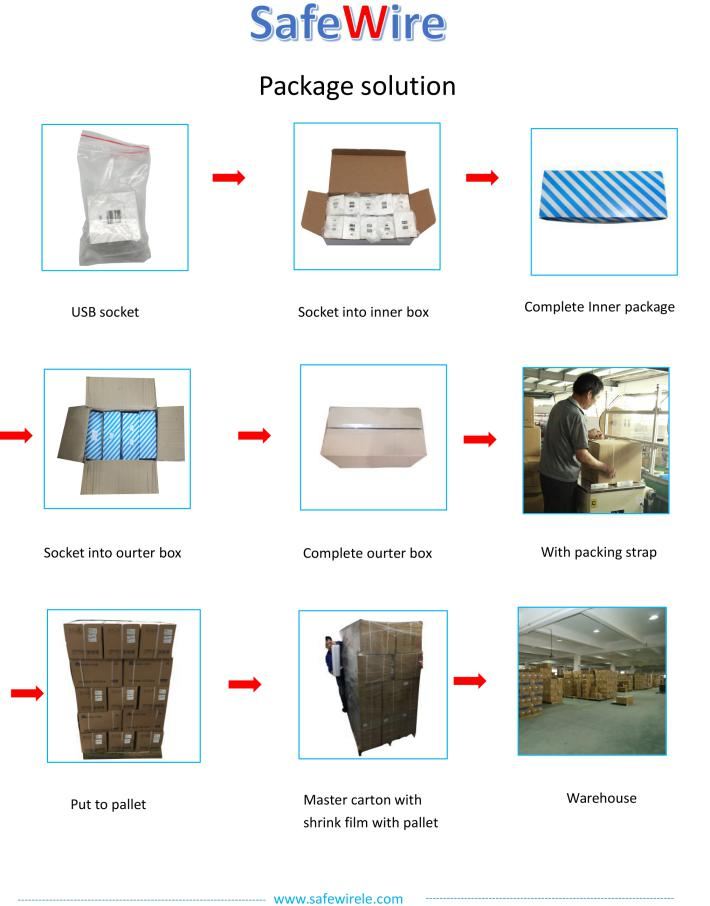 SafeWire
Package solution
USB socket
Socket into inner box
Complete Inner package
Socket into ourter box
Complete ourter box
With packing strap
Put to pallet
Master carton with
shrink film with pallet
Warehouse
www.safewirele.com